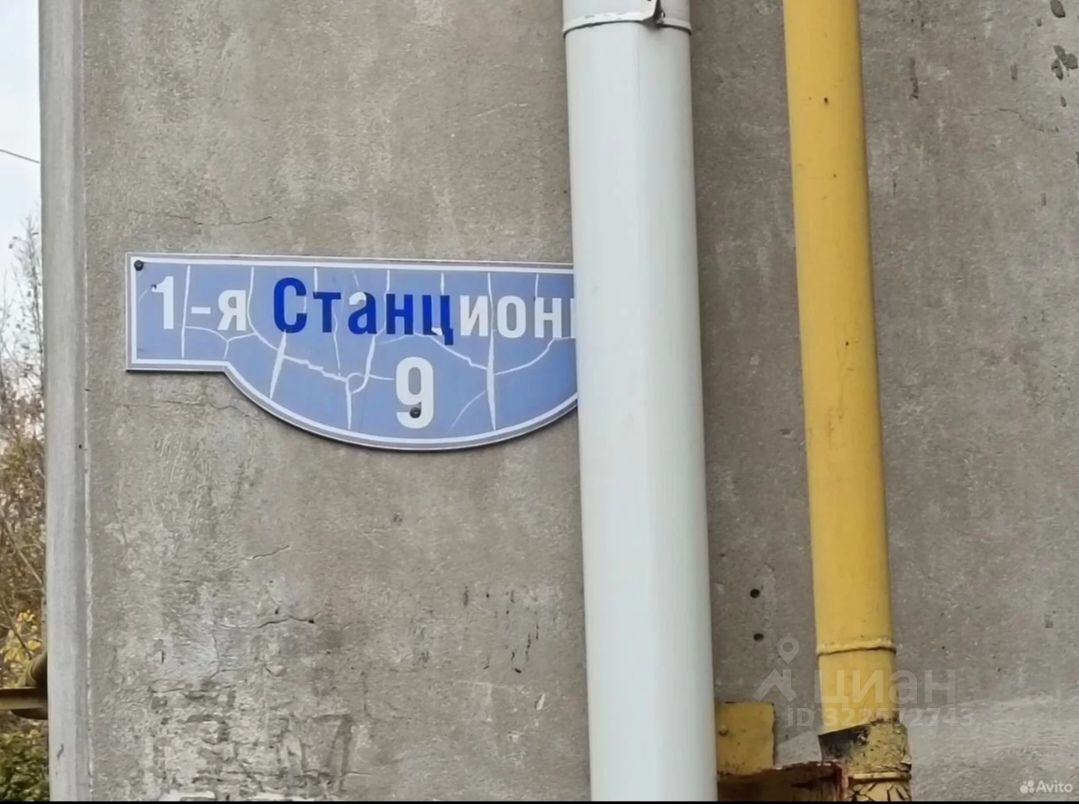 1-я Станционн
9
циан
Avito